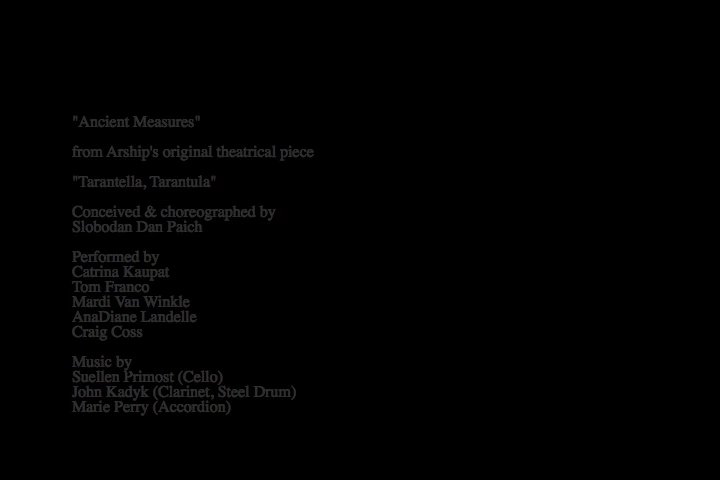 "Ancient Measures"
from Arship's original theatrical piece
"Tarantella, Tarantula"
Conceived & choreographed by
Slobodan Dan Paich
Performed by
Catrina Kaupat
Tom Franco
Mardi Van Winkle
AnaDiane Landelle
Craig Coss
Music by
Suellen Primost (Cello)
John Kadyk (Clarinet, Steel Drum)
Marie Perry (Accordion)